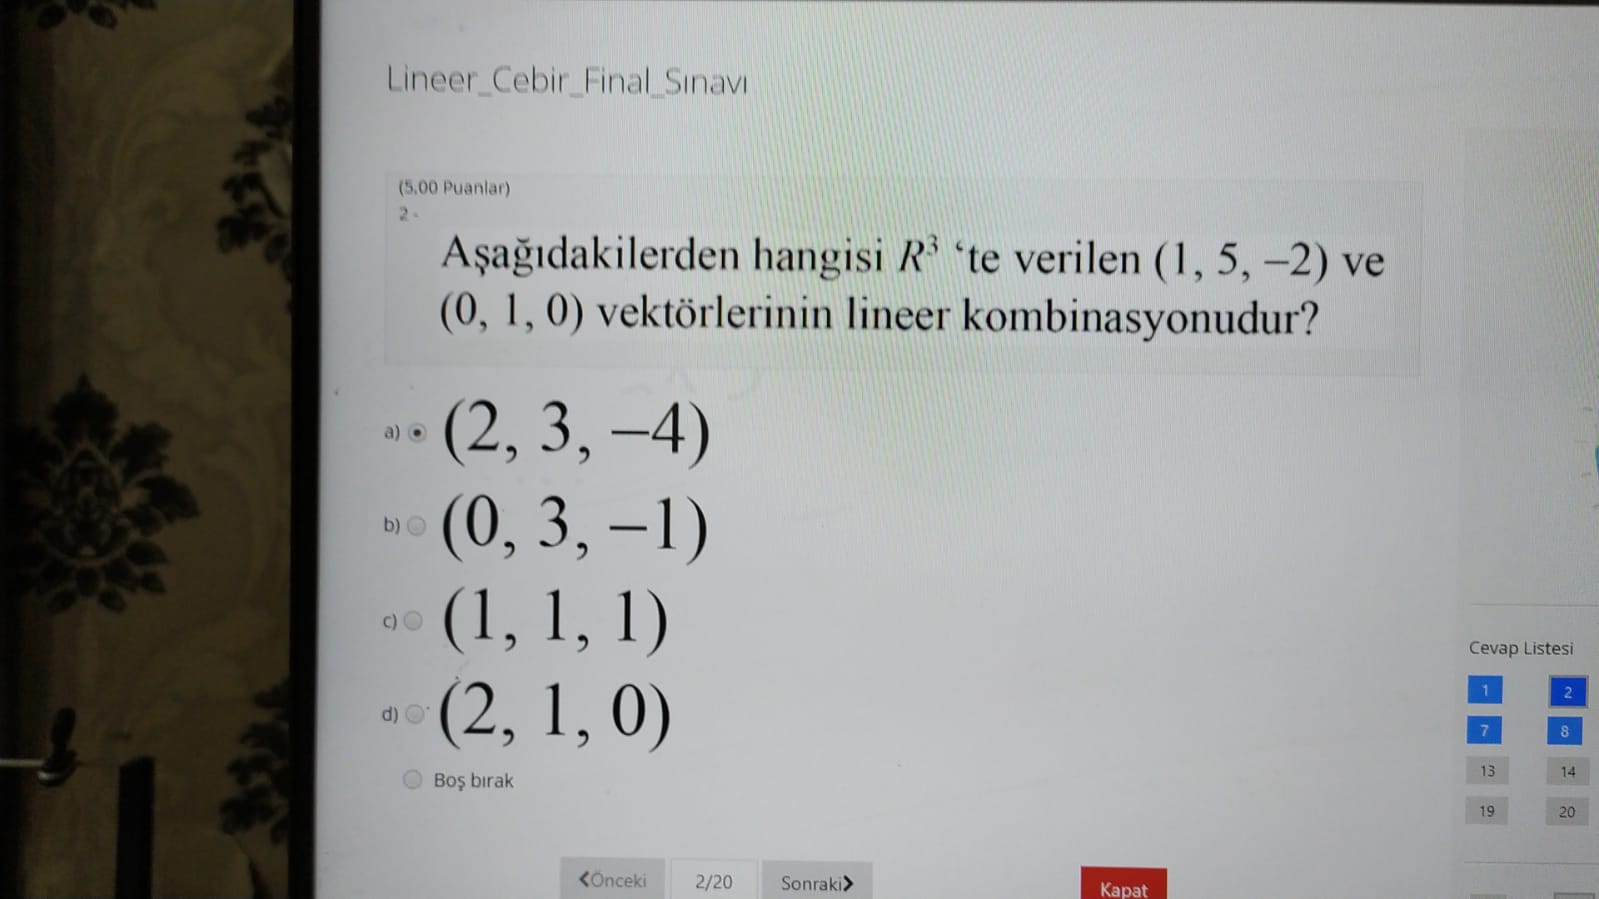 Lineer_Cebir_Final_Sınavı
(5,00 Puanlar)
2 -
Aşağıdakilerden hangisi R³ ‘te verilen (1, 5, −2) ve
(0, 1, 0) vektörlerinin lineer kombinasyonudur?
a) (2, 3, −4)
b) (0, 3, −1)
c) (1, 1, 1)
d) (2, 1, 0)
Boş bırak
Cevap Listesi
1 2
7 8
13 14
19 20
Önceki 2/20 Sonraki Kapat